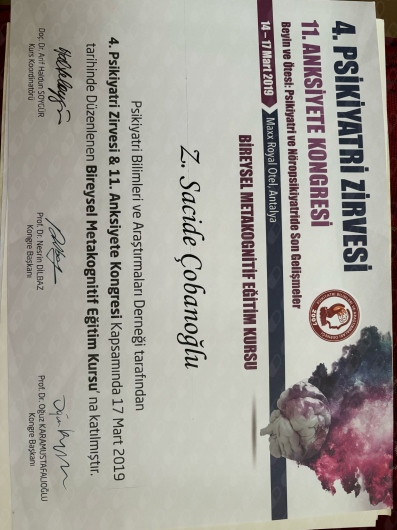 4. PSİKİYATRİ ZİRVESİ
11. ANKSİYETE KONGRESİ
Beyin ve Ötesi: Psikiyatri ve Nöropsikiyatride Son Gelişmeler
14 – 17 Mart 2019 Maxx Royal Otel, Antalya
BİREYSEL METAKOGNİTİF EĞİTİM KURSU
Z. Sacide Çobanoğlu
Psikiyatri Bilimleri ve Araştırmaları Derneği tarafından
4. Psikiyatri Zirvesi & 11. Anksiyete Kongresi Kapsamında 17 Mart 2019
tarihinde Düzenlenen Bireysel Metakognitif Eğitim Kursu' na katılmıştır.
Doç. Dr. Arif Haldun SOYGÜR
Kurs Koordinatörü
Prof. Dr. Nesrin DİLBAZ
Kongre Başkanı
Prof. Dr. Oğuz KARAMUSTAFALIOĞLU
Kongre Başkanı